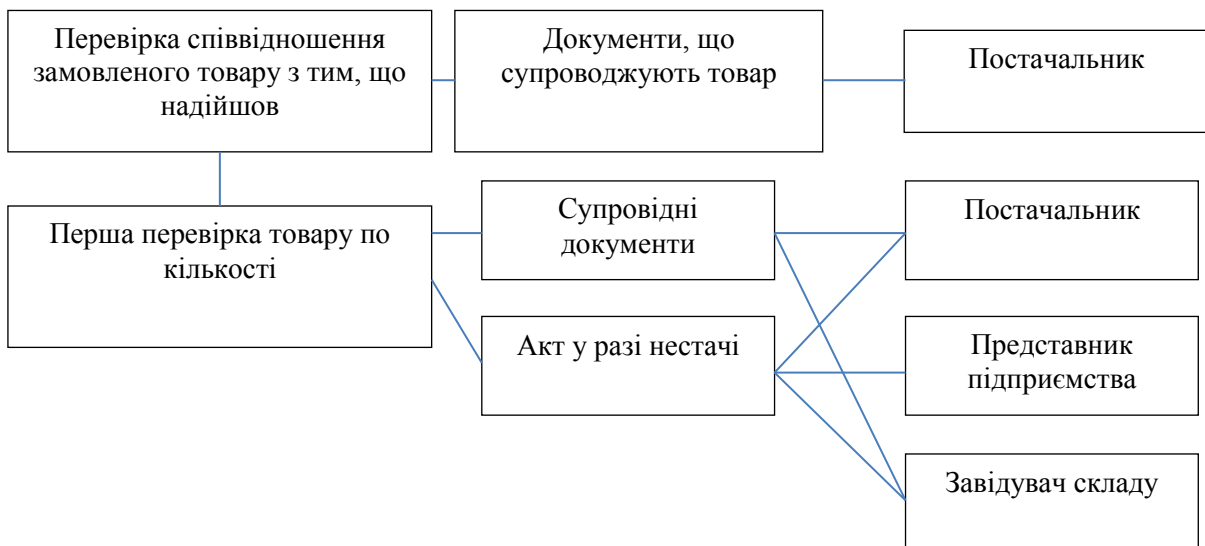 Перевірка співвідношення
замовленого товару з тим, що
надійшов
Документи, що
супроводжують товар
Постачальник
Перша перевірка товару по
кількості
Супровідні
документи
Постачальник
Акт у разі нестачі
Представник
підприємства
Завідувач складу